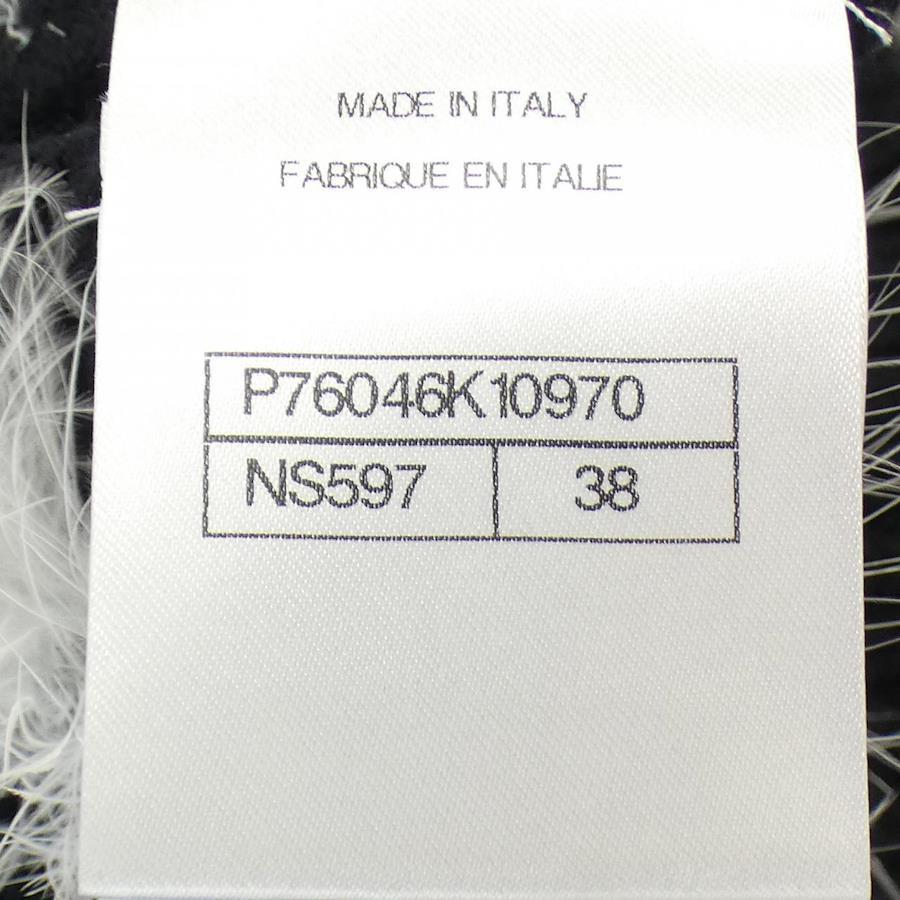 MADE IN ITALY
FABRIQUE EN ITALIE
P76046K10970
NS597 38